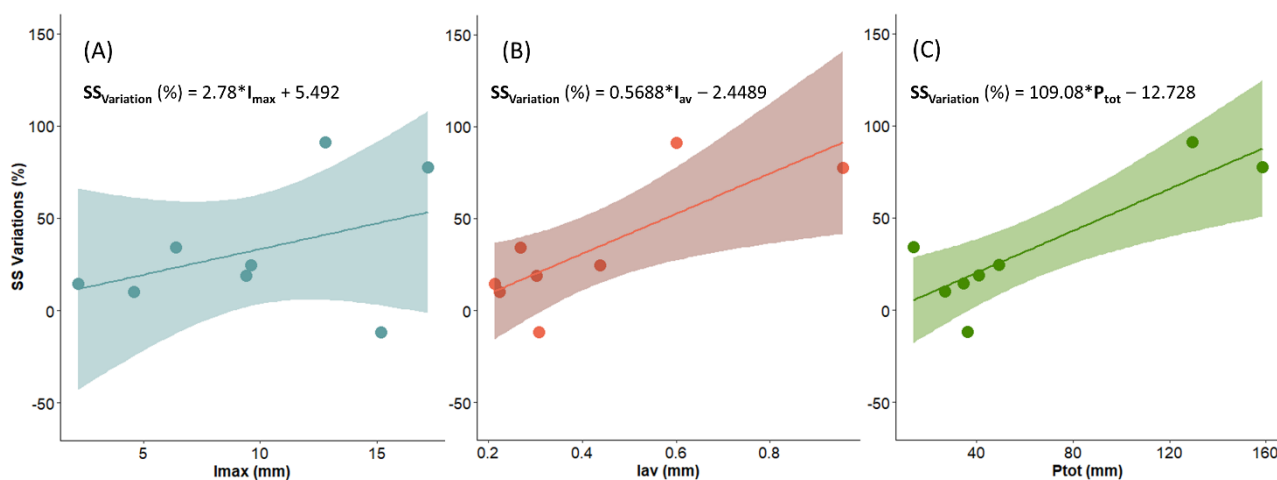 (A)
SSVariation (%) = 2.78*Imax + 5.492
(B)
SSVariation (%) = 0.5688*Iav – 2.4489
(C)
SSVariation (%) = 109.08*Ptot – 12.728
SS Variations (%)
150
100
50
0
-50
5
10
15
Imax (mm)
150
100
50
0
-50
0.2
0.4
0.6
0.8
Iav (mm)
150
100
50
0
-50
40
80
120
160
Ptot (mm)